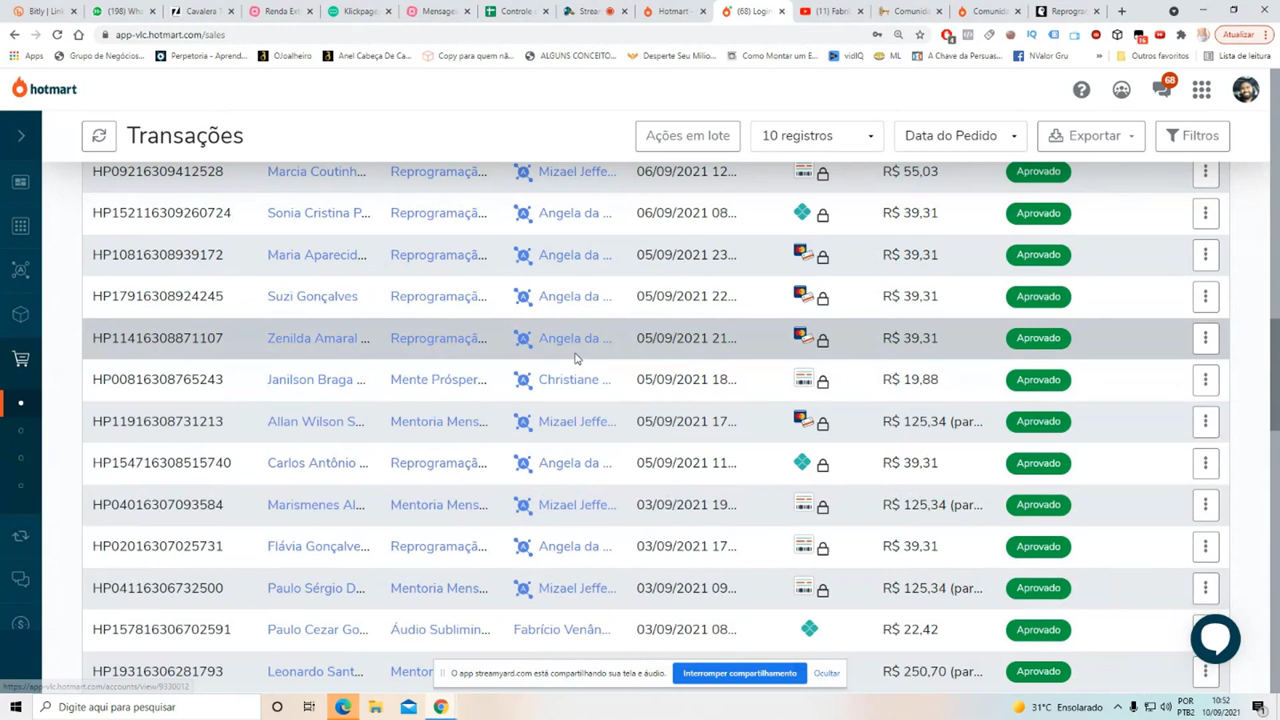 Bitly | Lin
(198) Wha
Cavalera T
Renda Ext
Klickpage
Mensage
Controle
Strea
Hotmart -
(68) Login
(11) Fabri
Comunid
Comunid
Reprogra
app-vlc.hotmart.com/sales
Atualizar
Apps
Grupo de Negócios...
Perpetoria - Aprend...
OJoalheiro
Anel Cabeça De Ca...
Copy para quem nã...
AlGUNS CONCEITO...
Desperte Seu Milio...
Como Montar um E...
vidIQ
ML
A Chave da Persuas...
NValor Gru
Outros favoritos
Lista de leitura
hotmart
68
Transações
Ações em lote
10 registros
Data do Pedido
Exportar
Filtros
HP09216309412528 Marcia Coutinh... Reprogramaçã... Mizael Jeffe... 06/09/2021 12... R$ 55,03 Aprovado
HP152116309260724 Sonia Cristina P... Reprogramaçã... Angela da ... 06/09/2021 08... R$ 39,31 Aprovado
HP10816308939172 Maria Aparecid... Reprogramaçã... Angela da ... 05/09/2021 23... R$ 39,31 Aprovado
HP17916308924245 Suzi Gonçalves Reprogramaçã... Angela da ... 05/09/2021 22... R$ 39,31 Aprovado
HP11416308871107 Zenilda Amaral ... Reprogramaçã... Angela da ... 05/09/2021 21... R$ 39,31 Aprovado
HP00816308765243 Janilson Braga ... Mente Prósper... Christiane ... 05/09/2021 18... R$ 19,88 Aprovado
HP11916308731213 Allan Wilson S... Mentoria Mens... Mizael Jeffe... 05/09/2021 17... R$ 125,34 (par... Aprovado
HP154716308515740 Carlos Antônio ... Reprogramaçã... Angela da ... 05/09/2021 11... R$ 39,31 Aprovado
HP04016307093584 Marismones Al... Mentoria Mens... Mizael Jeffe... 03/09/2021 19... R$ 125,34 (par... Aprovado
HP02016307025731 Flávia Gonçalve... Reprogramaçã... Angela da ... 03/09/2021 17... R$ 39,31 Aprovado
HP04116306732500 Paulo Sérgio D... Mentoria Mens... Mizael Jeffe... 03/09/2021 09... R$ 125,34 (par... Aprovado
HP157816306702591 Paulo Cezar Go... Áudio Sublimin... Fabrício Venân... 03/09/2021 08... R$ 22,42 Aprovado
HP19316306281793 Leonardo Sant... Mentor R$ 250,70 (par... Aprovado
O app streamyard.com está compartilhando sua tela e áudio.
Interromper compartilhamento
Ocultar
Digite aqui para pesquisar
31°C Ensolarado
POR
PTB2
10:52
10/09/2021